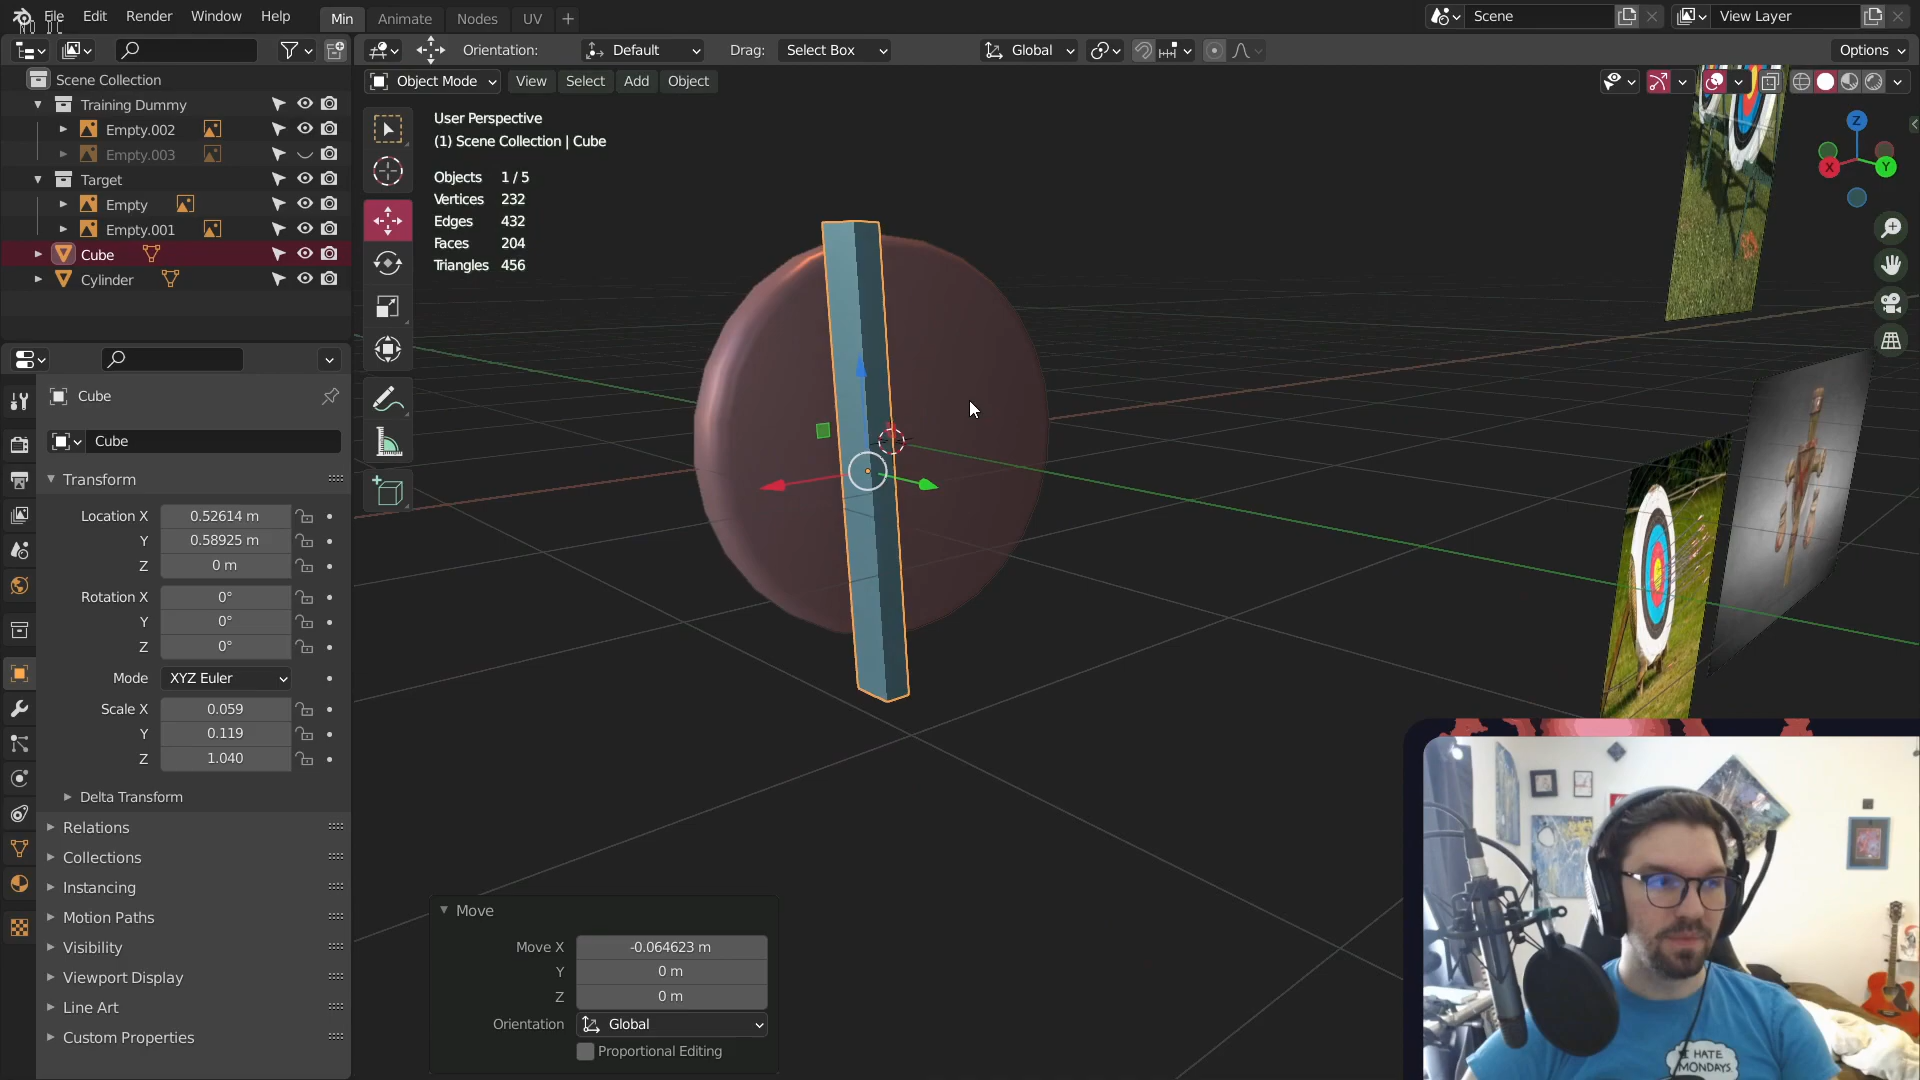 File Edit Render Window Help Min Animate Nodes UV + Scene View Layer
Orientation: Default Drag: Select Box Global Options
Scene Collection
Training Dummy
Empty.002
Empty.003
Target
Empty
Empty.001
Cube
Cylinder
Object Mode View Select Add Object
User Perspective
(1) Scene Collection | Cube
Objects 1 / 5
Vertices 232
Edges 432
Faces 204
Triangles 456
Z
X
Y
Cube
Cube
Transform
Location X 0.52614 m
Y 0.58925 m
Z 0 m
Rotation X 0°
Y 0°
Z 0°
Mode XYZ Euler
Scale X 0.059
Y 0.119
Z 1.040
Delta Transform
Relations
Collections
Instancing
Motion Paths
Visibility
Viewport Display
Line Art
Custom Properties
Move
Move X -0.064623 m
Y 0 m
Z 0 m
Orientation Global
Proportional Editing
I HATE
MONDAYS